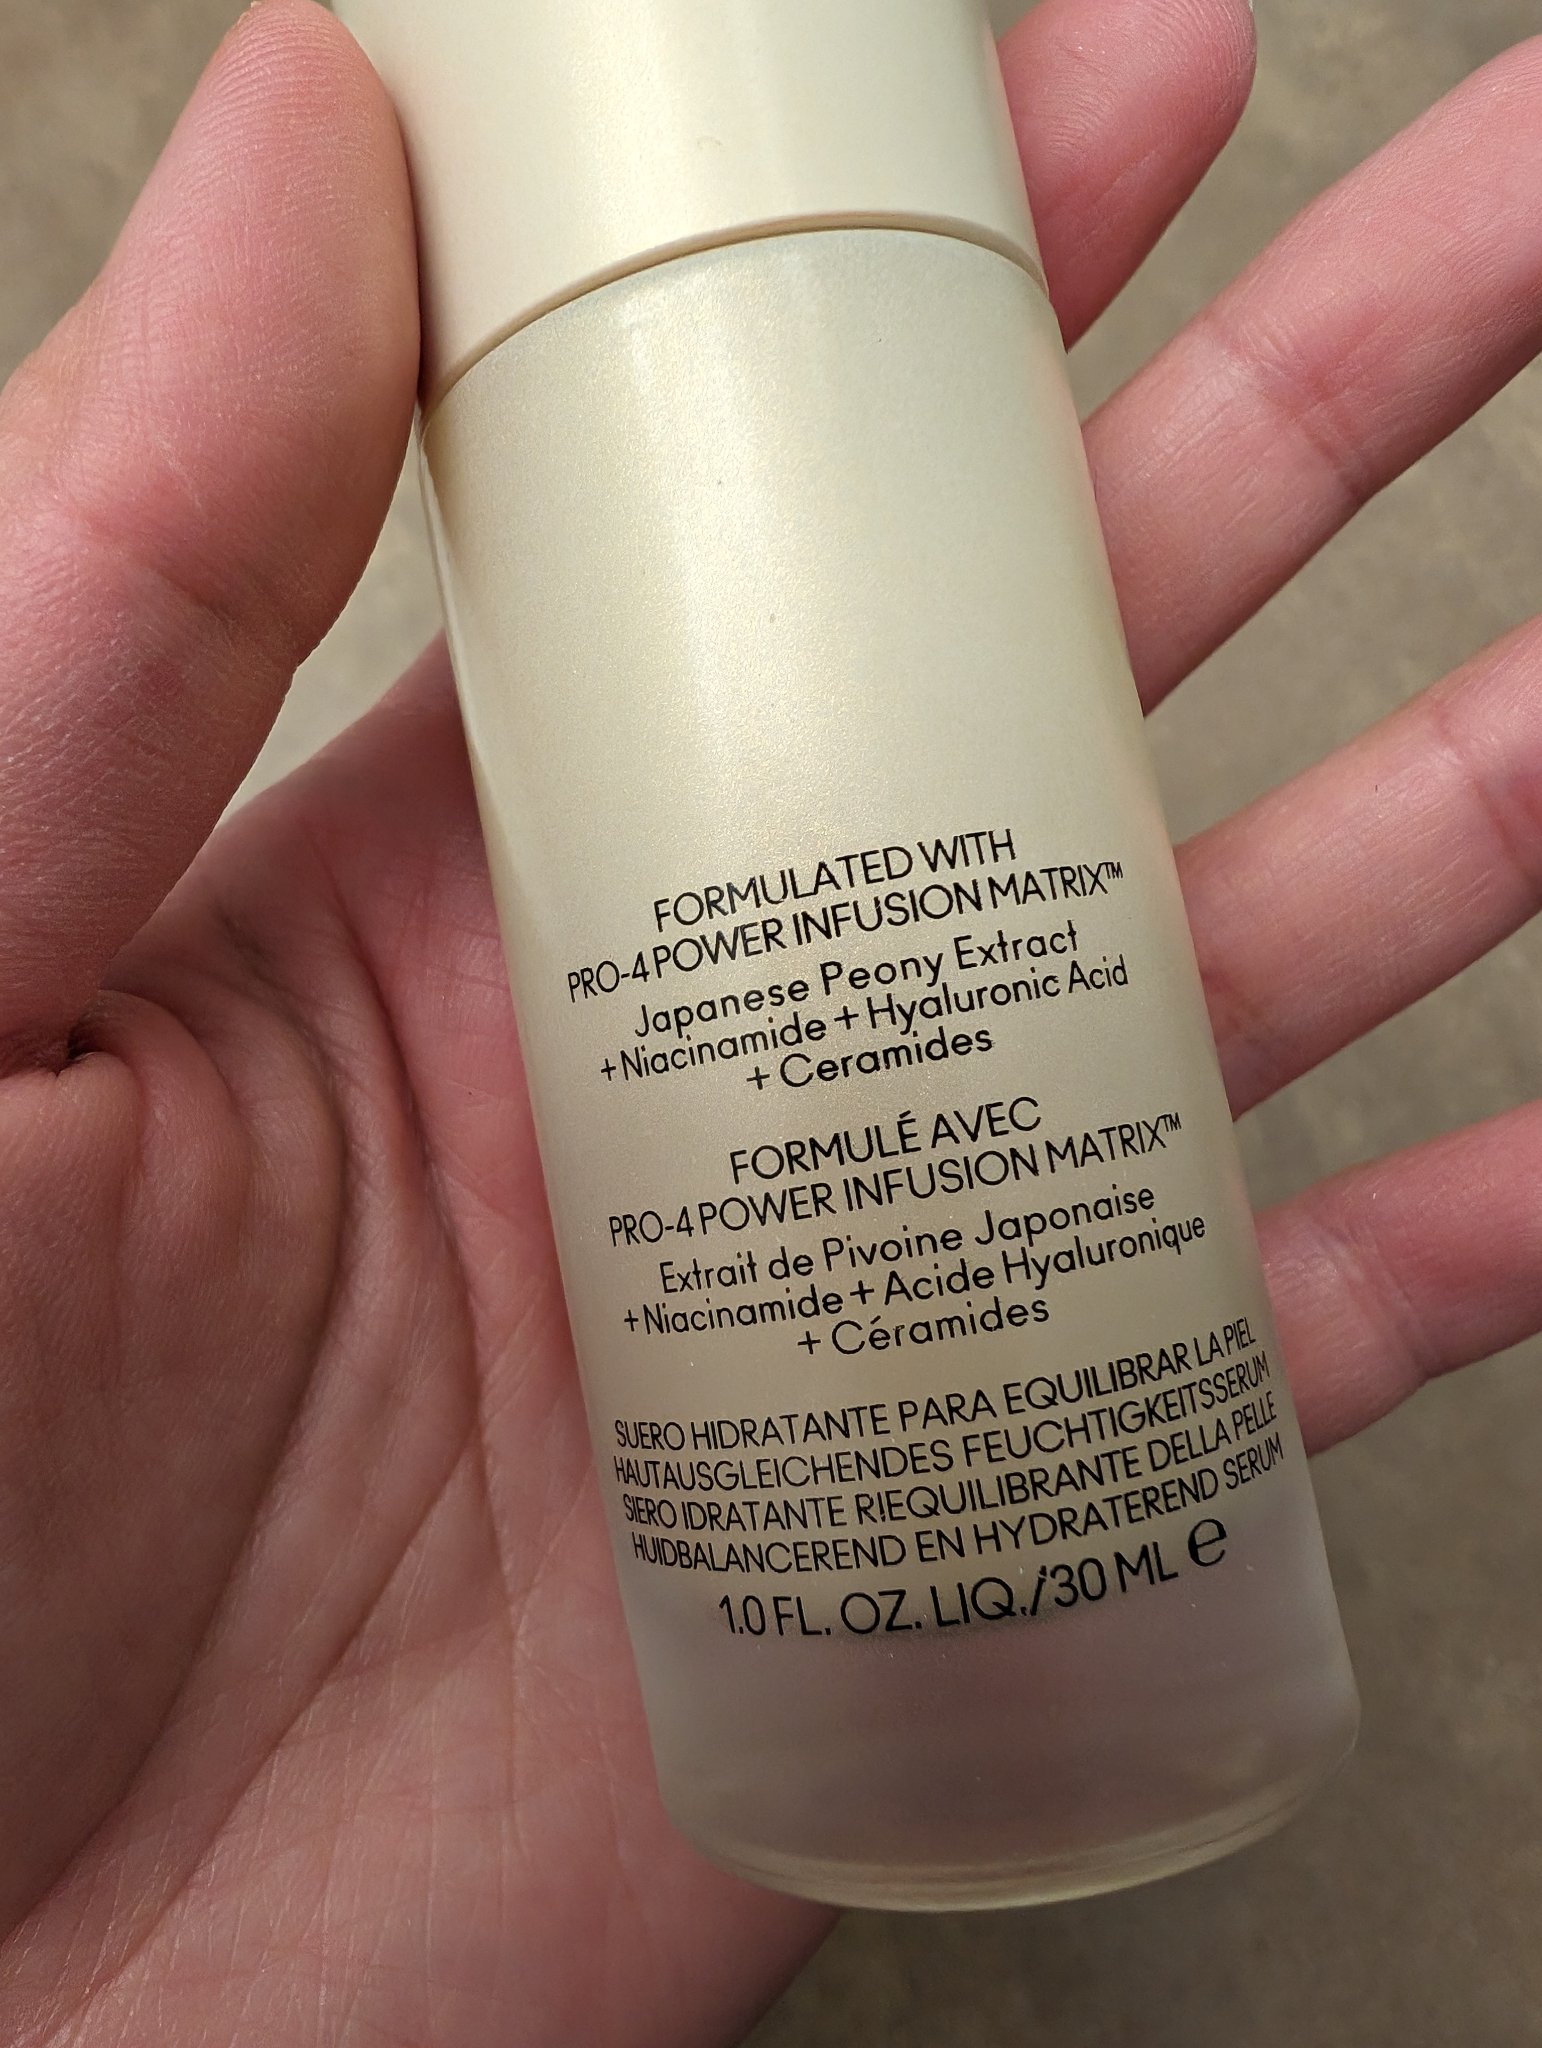 FORMULATED WITH
PRO-4 POWER INFUSION MATRIX™
Japanese Peony Extract
+ Niacinamide + Hyaluronic Acid
+ Ceramides
FORMULÉ AVEC
PRO-4 POWER INFUSION MATRIX™
Extrait de Pivoine Japonaise
+ Niacinamide + Acide Hyaluronique
+ Céramides
SUERO HIDRATANTE PARA EQUILIBRAR LA PIEL
HAUTAUSGLEICHENDES FEUCHTIGKEITSSERUM
SIERO IDRATANTE RIEQUILIBRANTE DELLA PELLE
HUIDBALANCEREND EN HYDRATEREND SERUM
1.0 FL. OZ. LIQ./30 ML ℮